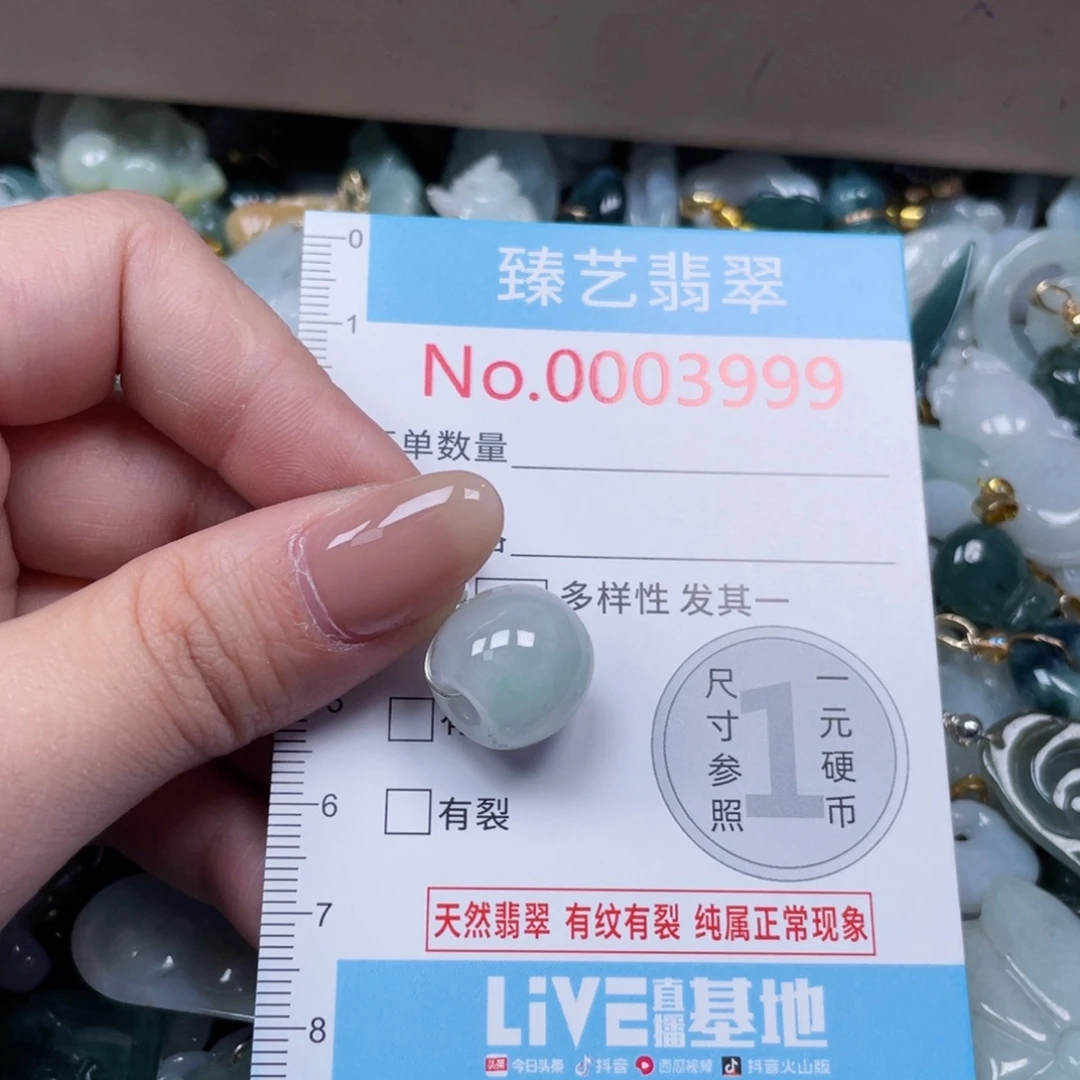 0
臻艺翡翠
1
No.0003999
单数量
多样性 发其一
尺寸参照
1
一元硬币
5
6
有裂
7
天然翡翠 有纹有裂 纯属正常现象
8
LiVE直播基地
头条 今日头条 抖音 西瓜视频 抖音火山版